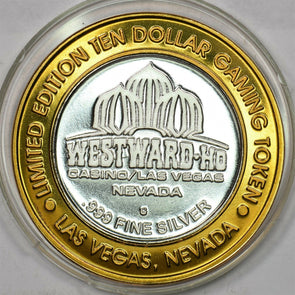 LIMITED EDITION TEN DOLLAR GAMING TOKEN
WESTWARD-HO
CASINO/LAS VEGAS
NEVADA
.999 FINE SILVER
• LAS VEGAS, NEVADA •